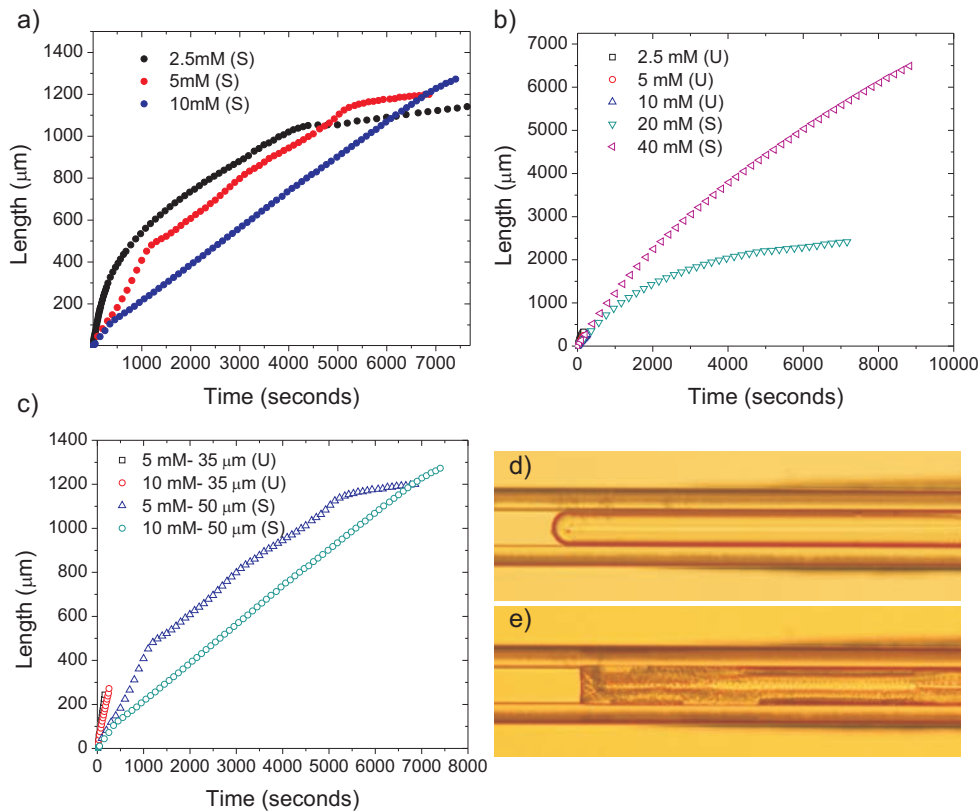 a)
1400
1200
1000
800
600
400
200
0 1000 2000 3000 4000 5000 6000 7000
Length (μm)
Time (seconds)
2.5mM (S)
5mM (S)
10mM (S)
b)
7000
6000
5000
4000
3000
2000
1000
0
0 2000 4000 6000 8000 10000
Length (μm)
Time (seconds)
2.5 mM (U)
5 mM (U)
10 mM (U)
20 mM (S)
40 mM (S)
c)
1400
1200
1000
800
600
400
200
0
0 1000 2000 3000 4000 5000 6000 7000 8000
Length (μm)
Time (seconds)
5 mM- 35 μm (U)
10 mM- 35 μm (U)
5 mM- 50 μm (S)
10 mM- 50 μm (S)
d)
e)